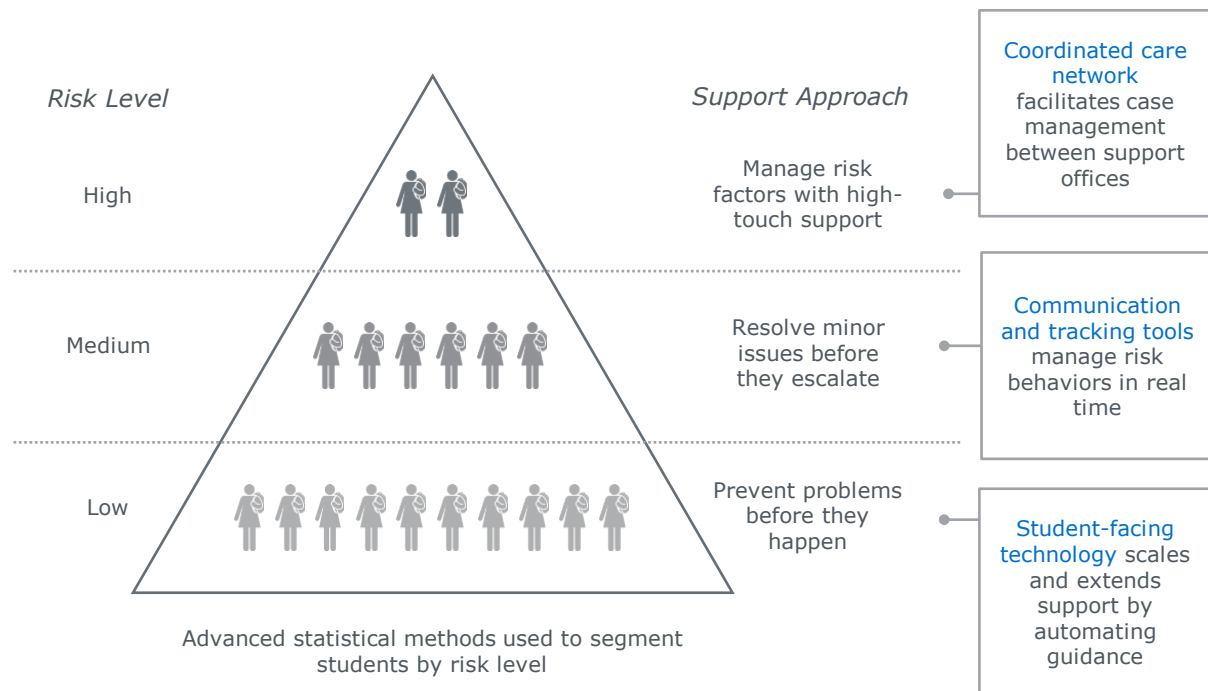 Risk Level
Support Approach
Coordinated care
network
facilitates case
management
between support
offices
High
Manage risk
factors with high-
touch support
Medium
Resolve minor
issues before
they escalate
Communication
and tracking tools
manage risk
behaviors in real
time
Low
Prevent problems
before they
happen
Student-facing
technology scales
and extends
support by
automating
guidance
Advanced statistical methods used to segment
students by risk level